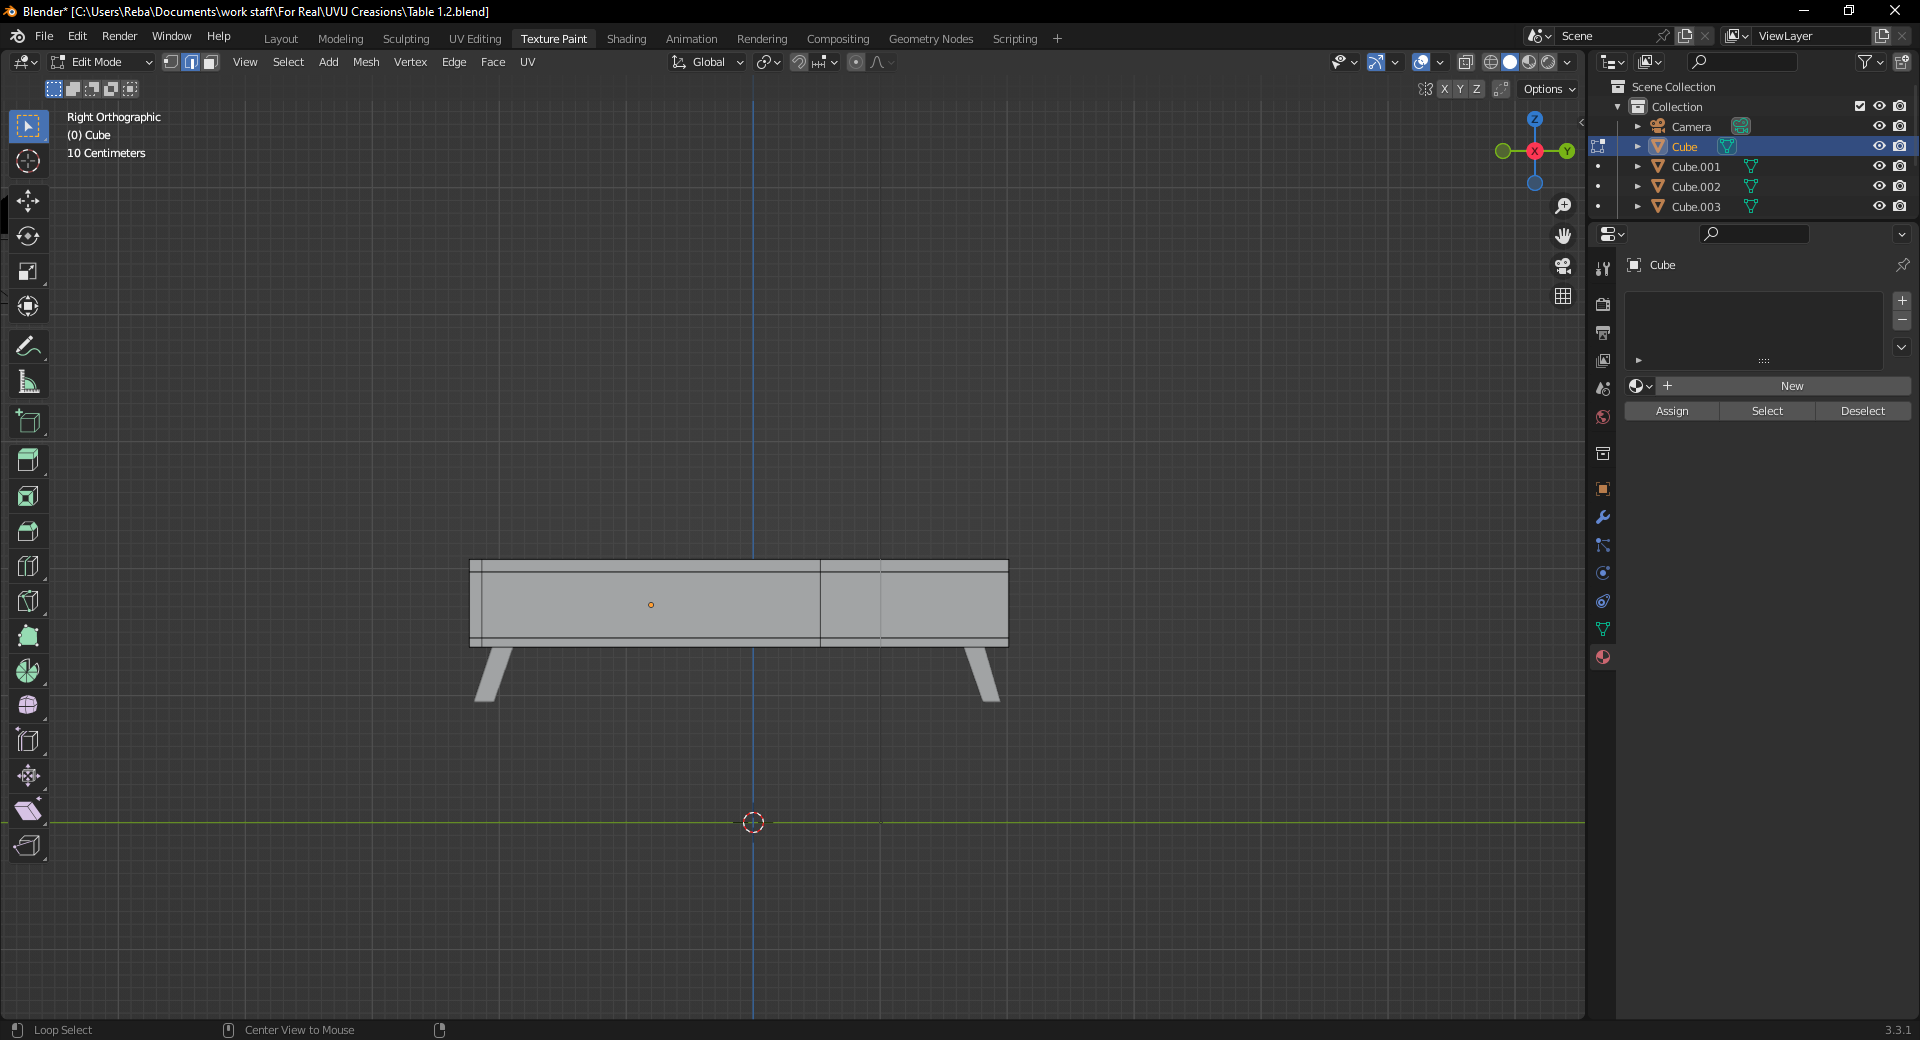 Blender* [C:\Users\Reba\Documents\work staff\For Real\UVU Creasions\Table 1.2.blend]
File Edit Render Window Help Layout Modeling Sculpting UV Editing Texture Paint Shading Animation Rendering Compositing Geometry Nodes Scripting + Scene ViewLayer
Edit Mode View Select Add Mesh Vertex Edge Face UV Global
X Y Z Options
Right Orthographic
(0) Cube
10 Centimeters
Z
X Y
Scene Collection
Collection
Camera
Cube
Cube.001
Cube.002
Cube.003
Cube
New
Assign Select Deselect
Loop Select Center View to Mouse 3.3.1